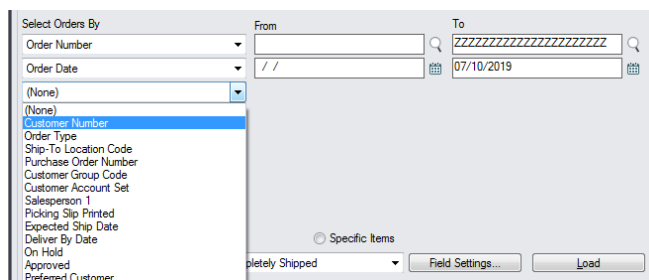 Select Orders By From To
Order Number ZZZZZZZZZZZZZZZZZZZZZZ
Order Date / / 07/10/2019
(None)
(None)
Customer Number
Order Type
Ship-To Location Code
Purchase Order Number
Customer Group Code
Customer Account Set
Salesperson 1
Picking Slip Printed
Expected Ship Date
Deliver By Date
On Hold
Approved
Preferred Customer
Specific Items
pletely Shipped Field Settings... Load